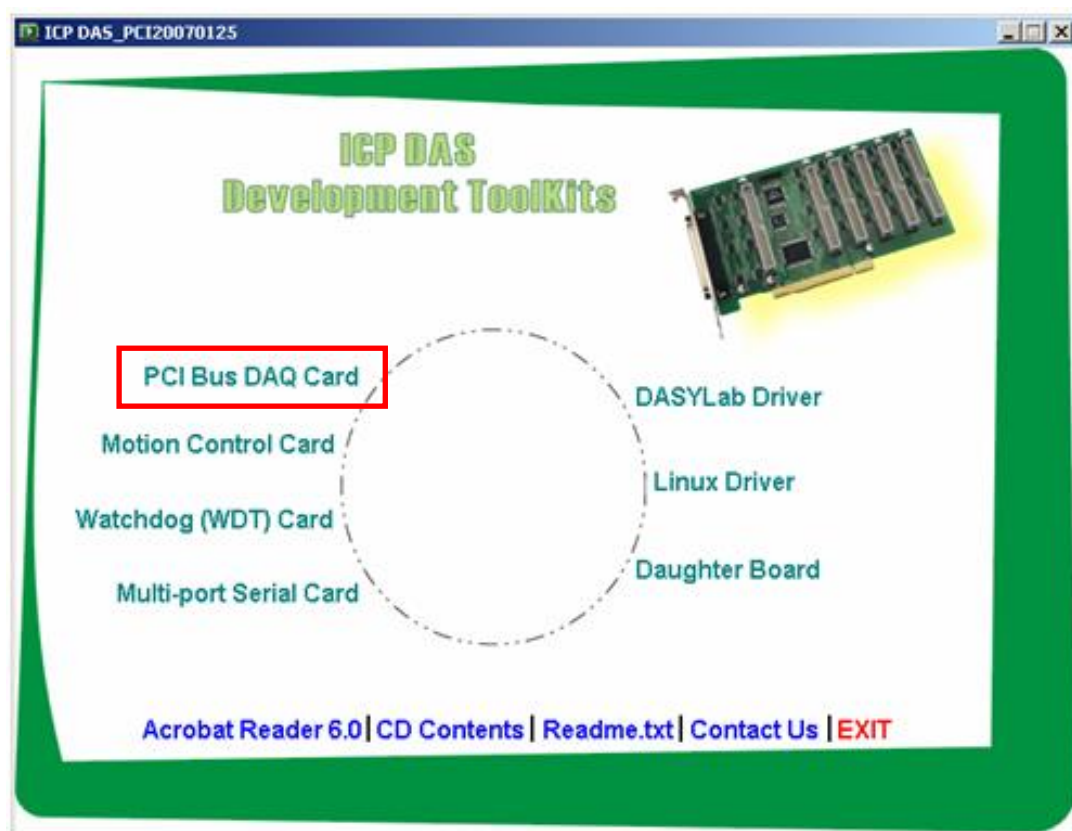 ICP DAS_PCI20070125
ICP DAS
Development ToolKits
PCI Bus DAQ Card
Motion Control Card
Watchdog (WDT) Card
Multi-port Serial Card
DASYLab Driver
Linux Driver
Daughter Board
Acrobat Reader 6.0|CD Contents|Readme.txt|Contact Us|EXIT